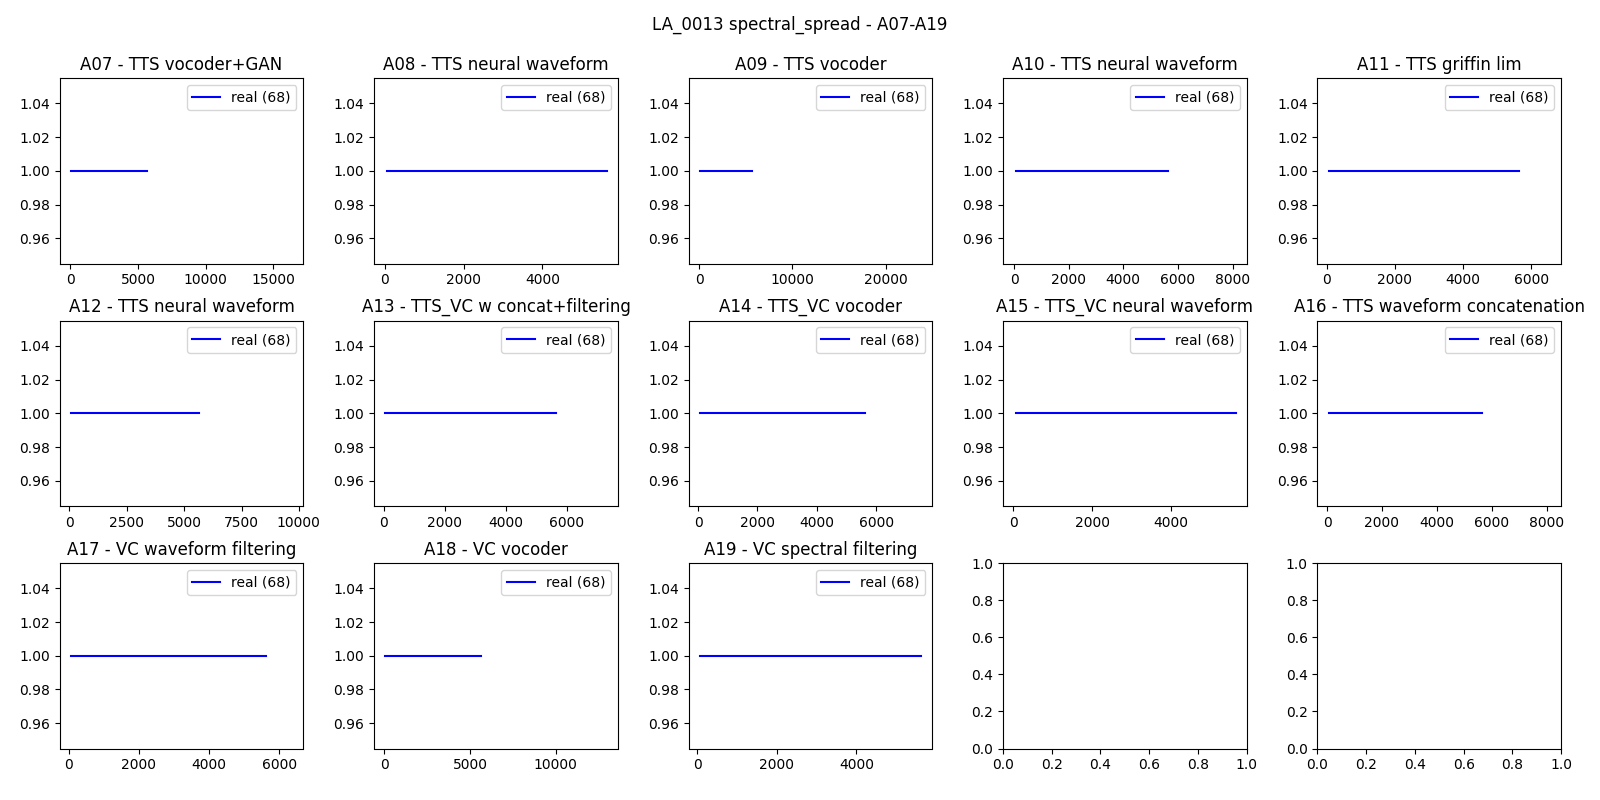 LA_0013 spectral_spread - A07-A19
A07 - TTS vocoder+GAN
A08 - TTS neural waveform
A09 - TTS vocoder
A10 - TTS neural waveform
A11 - TTS griffin lim
1.04 1.02 1.00 0.98 0.96
real (68)
0 5000 10000 15000
1.04 1.02 1.00 0.98 0.96
real (68)
0 2000 4000
1.04 1.02 1.00 0.98 0.96
real (68)
0 10000 20000
1.04 1.02 1.00 0.98 0.96
real (68)
0 2000 4000 6000 8000
1.04 1.02 1.00 0.98 0.96
real (68)
0 2000 4000 6000
A12 - TTS neural waveform
A13 - TTS_VC w concat+filtering
A14 - TTS_VC vocoder
A15 - TTS_VC neural waveform
A16 - TTS waveform concatenation
1.04 1.02 1.00 0.98 0.96
real (68)
0 2500 5000 7500 10000
1.04 1.02 1.00 0.98 0.96
real (68)
0 2000 4000 6000
1.04 1.02 1.00 0.98 0.96
real (68)
0 2000 4000 6000
1.04 1.02 1.00 0.98 0.96
real (68)
0 2000 4000
1.04 1.02 1.00 0.98 0.96
real (68)
0 2000 4000 6000 8000
A17 - VC waveform filtering
A18 - VC vocoder
A19 - VC spectral filtering
1.04 1.02 1.00 0.98 0.96
real (68)
0 2000 4000 6000
1.04 1.02 1.00 0.98 0.96
real (68)
0 5000 10000
1.04 1.02 1.00 0.98 0.96
real (68)
0 2000 4000
1.0 0.8 0.6 0.4 0.2 0.0
0.0 0.2 0.4 0.6 0.8 1.0
1.0 0.8 0.6 0.4 0.2 0.0
0.0 0.2 0.4 0.6 0.8 1.0